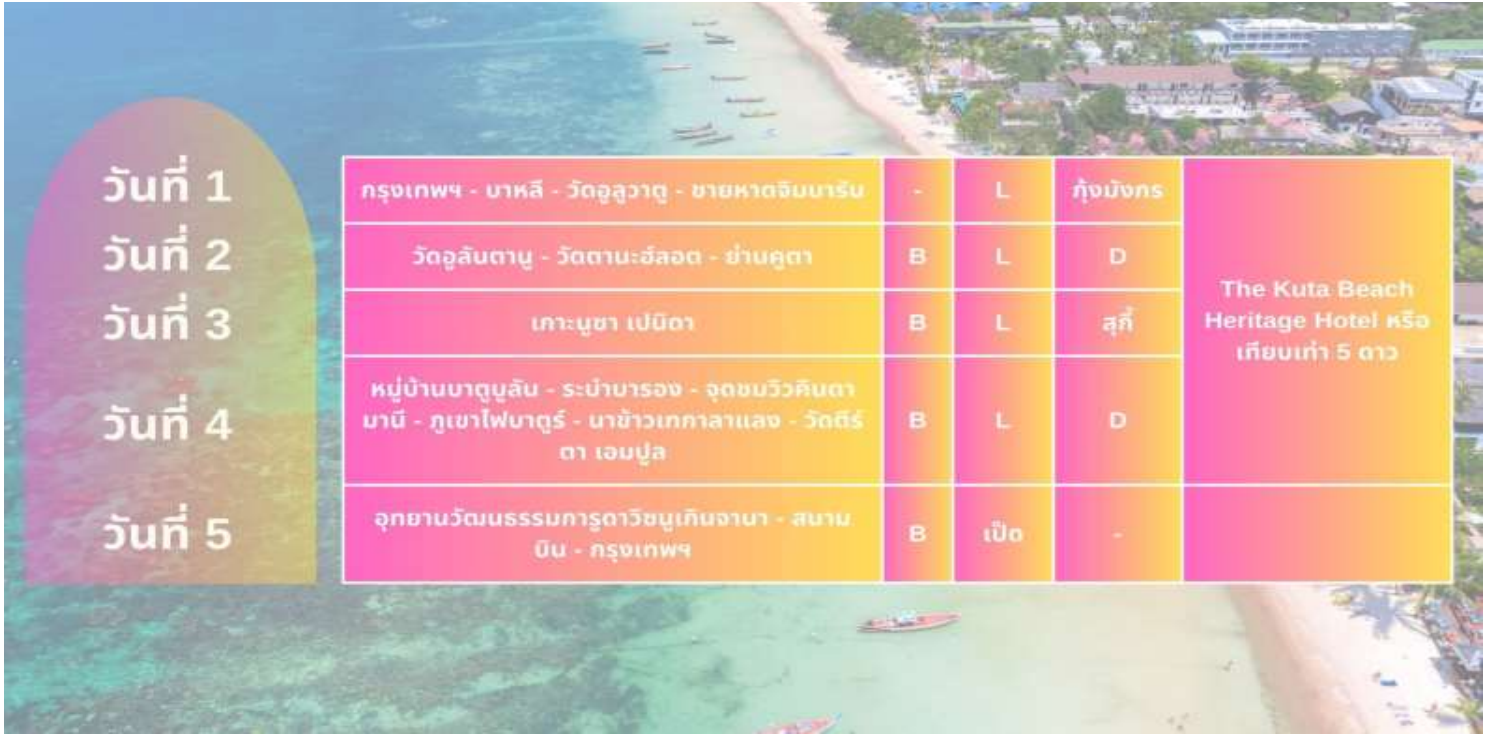 วันที่ 1
กรุงเทพฯ - บาหลี - วัดอูลูวาตู - ชายหาดจิมบารัน
-
L
กุ้งมังกร
The Kuta Beach
Heritage Hotel หรือ
เทียบเท่า 5 ดาว
วันที่ 2
วัดอูลันดานู - วัดตานะฮ์ลอต - ย่านคูตา
B
L
D
วันที่ 3
เกาะนูซา เปนิดา
B
L
สุกี้
วันที่ 4
หมู่บ้านบาตูบูลัน - ระบำบารอง - จุดชมวิวคินตา
มานี - ภูเขาไฟบาตูร์ - นาข้าวเทกาลาแลง - วัดตีร์
ตา เอมปูล
B
L
D
วันที่ 5
อุทยานวัฒนธรรมการูดาวิษนูเกินจานา - สนาม
บิน - กรุงเทพฯ
B
เป็ด
-